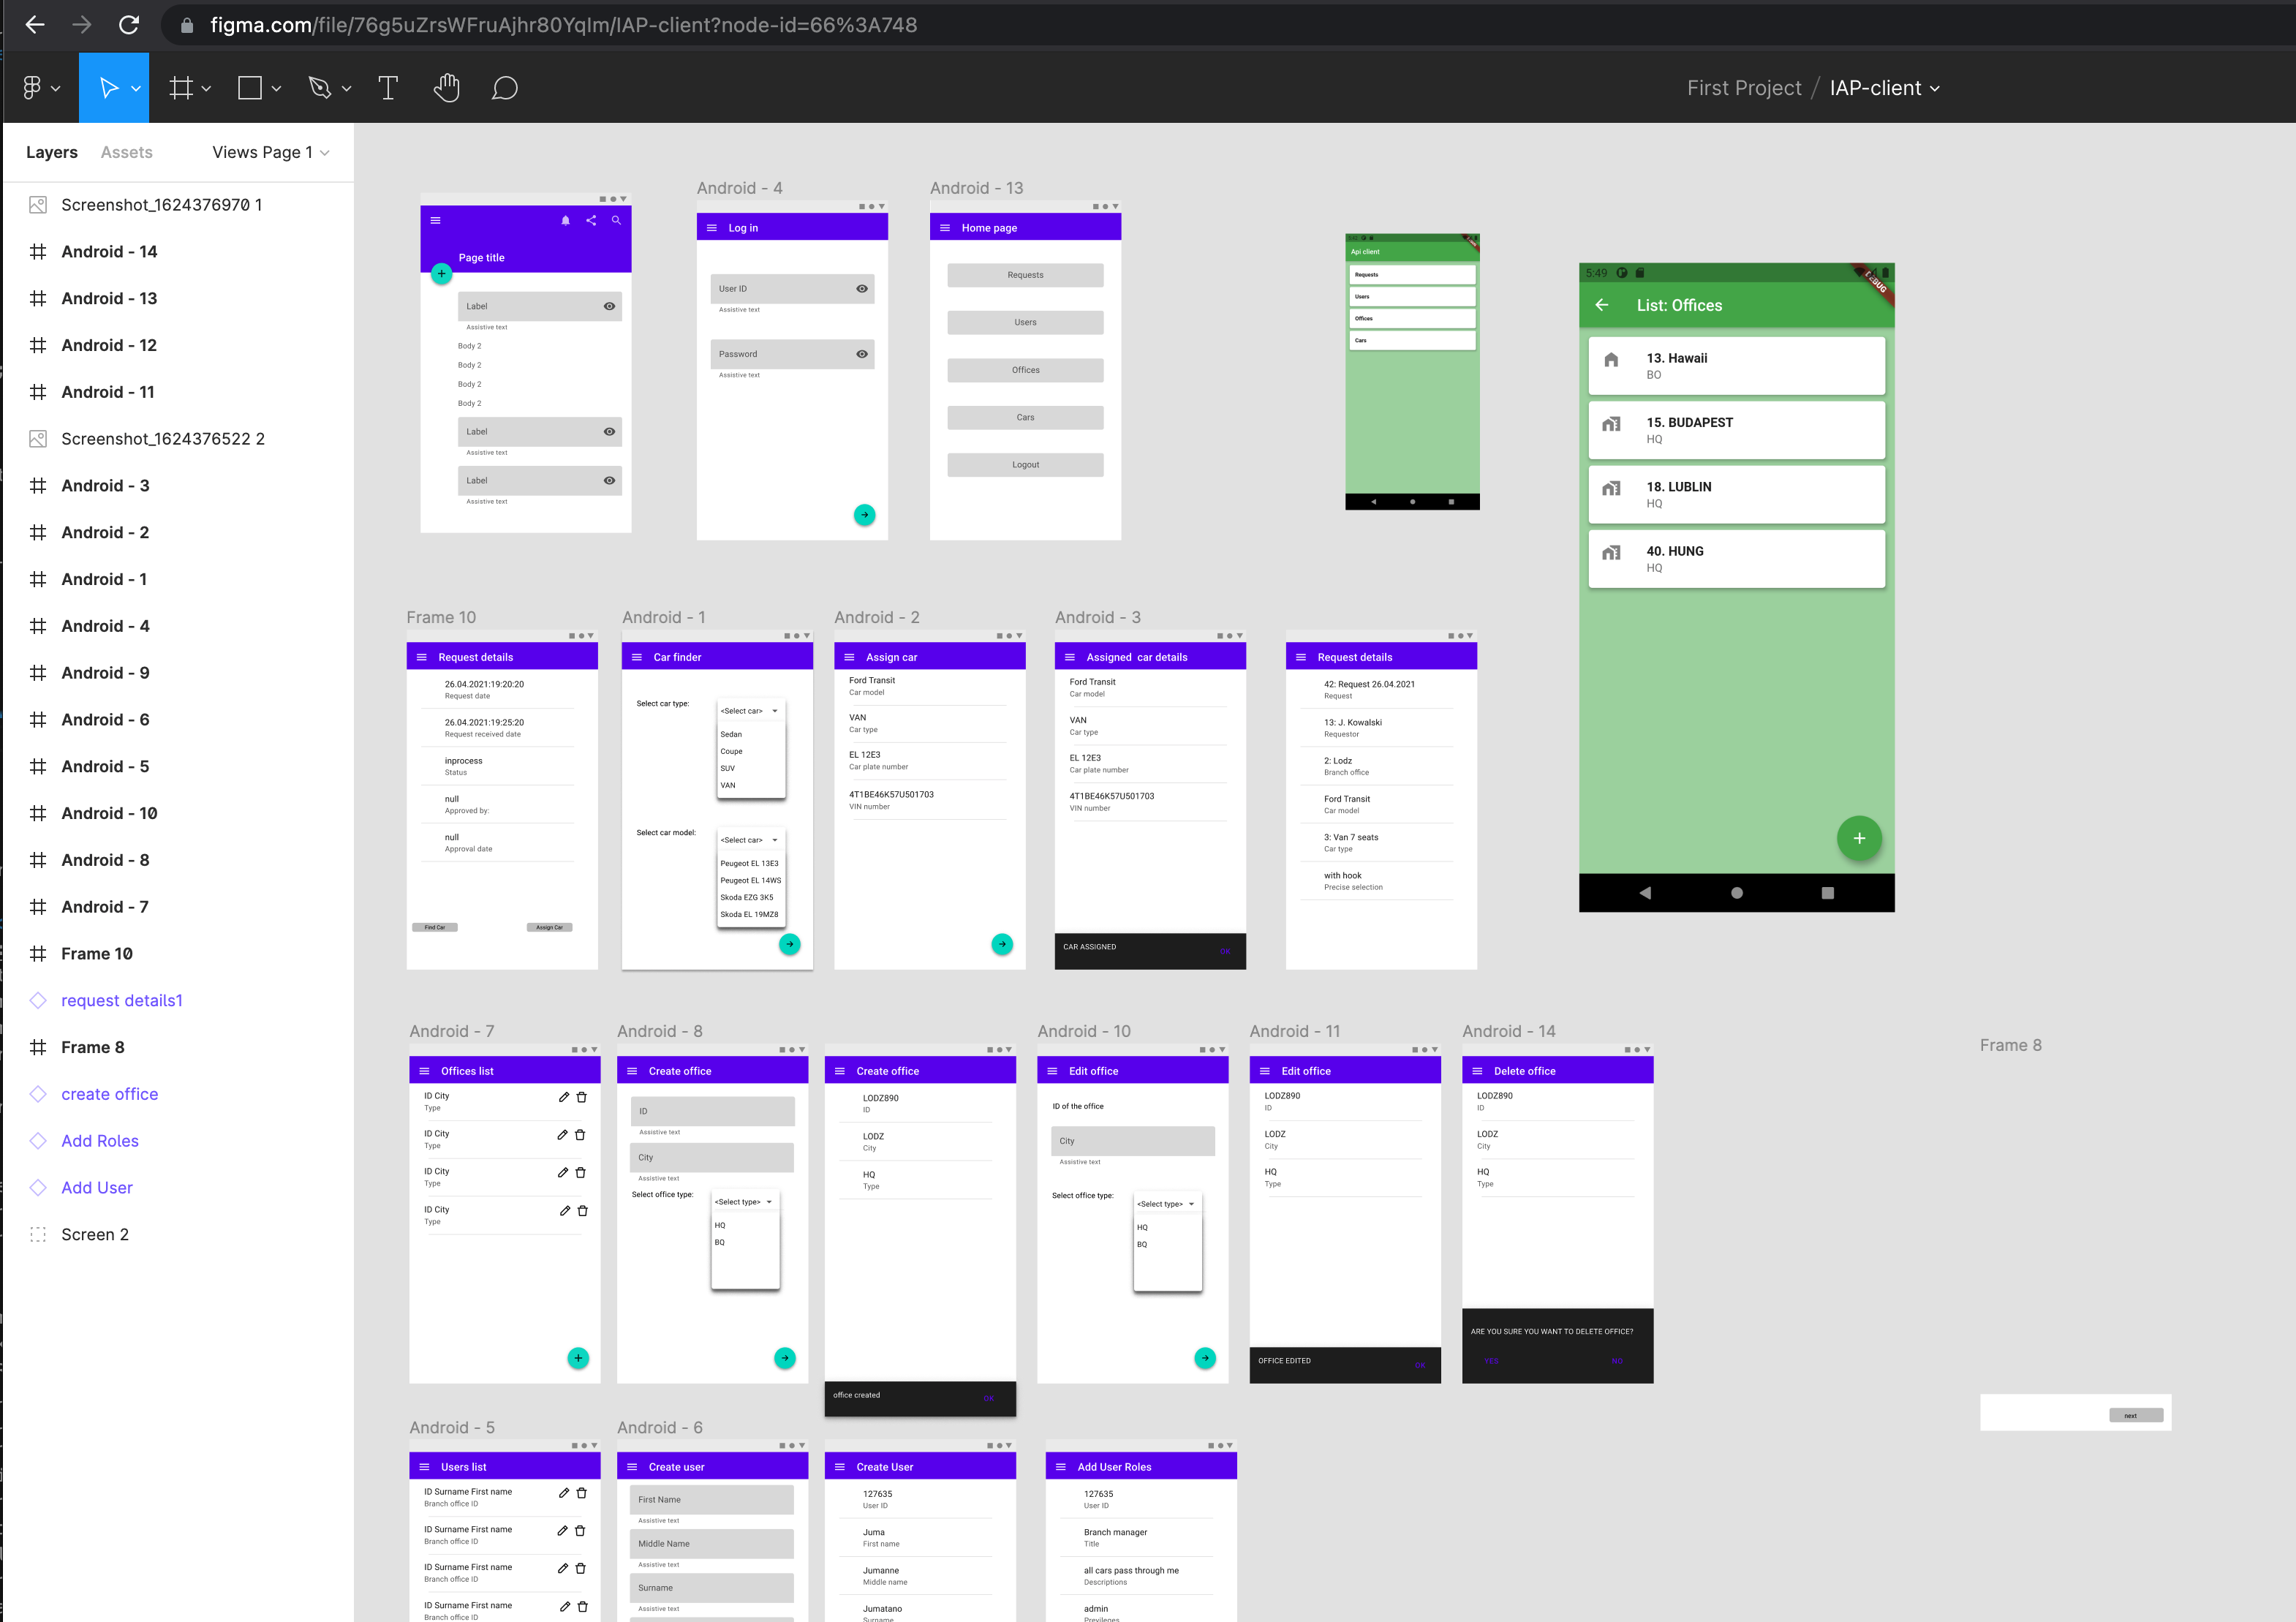 figma.com/file/76g5uZrsWFruAjhr80YqIm/IAP-client?node-id=66%3A748
First Project / IAP-client
Layers
Assets
Views Page 1
Screenshot_1624376970 1
Android - 14
Android - 13
Android - 12
Android - 11
Screenshot_1624376522 2
Android - 3
Android - 2
Android - 1
Android - 4
Android - 9
Android - 6
Android - 5
Android - 10
Android - 8
Android - 7
Frame 10
request details1
Frame 8
create office
Add Roles
Add User
Screen 2
Page title
Label
Assistive text
Body 2
Body 2
Body 2
Body 2
Label
Assistive text
Label
Assistive text
Android - 4
Log in
User ID
Assistive text
Password
Assistive text
Android - 13
Home page
Requests
Users
Offices
Cars
Logout
Api client
Requests
Users
Offices
Cars
5:49
DEBUG
List: Offices
13. Hawaii
BO
15. BUDAPEST
HQ
18. LUBLIN
HQ
40. HUNG
HQ
Frame 10
Request details
26.04.2021:19:20:20
Request date
26.04.2021:19:25:20
Request received date
inprocess
Status
null
Approved by:
null
Approval date
Find Car
Assign Car
Android - 1
Car finder
Select car type:
<Select car>
Sedan
Coupe
SUV
VAN
Select car model:
<Select car>
Peugeot EL 13E3
Peugeot EL 14WS
Skoda EZG 3K5
Skoda EL 19MZ8
Android - 2
Assign car
Ford Transit
Car model
VAN
Car type
EL 12E3
Car plate number
4T1BE46K57U501703
VIN number
Android - 3
Assigned car details
Ford Transit
Car model
VAN
Car type
EL 12E3
Car plate number
4T1BE46K57U501703
VIN number
CAR ASSIGNED
OK
Request details
42: Request 26.04.2021
Request
13: J. Kowalski
Requestor
2: Lodz
Branch office
Ford Transit
Car model
3: Van 7 seats
Car type
with hook
Precise selection
Android - 7
Offices list
ID City
Type
ID City
Type
ID City
Type
ID City
Type
Android - 8
Create office
ID
Assistive text
City
Assistive text
Select office type:
<Select type>
HQ
BQ
Create office
LODZ890
ID
LODZ
City
HQ
Type
office created
OK
Android - 10
Edit office
ID of the office
City
Assistive text
Select office type:
<Select type>
HQ
BQ
Android - 11
Edit office
LODZ890
ID
LODZ
City
HQ
Type
OFFICE EDITED
OK
Android - 14
Delete office
LODZ890
ID
LODZ
City
HQ
Type
ARE YOU SURE YOU WANT TO DELETE OFFICE?
YES
NO
Frame 8
next
Android - 5
Users list
ID Surname First name
Branch office ID
ID Surname First name
Branch office ID
ID Surname First name
Branch office ID
ID Surname First name
Branch office ID
Android - 6
Create user
First Name
Assistive text
Middle Name
Assistive text
Surname
Assistive text
Create User
127635
User ID
Juma
First name
Jumanne
Middle name
Jumatano
Surname
Add User Roles
127635
User ID
Branch manager
Title
all cars pass through me
Descriptions
admin
Previleges